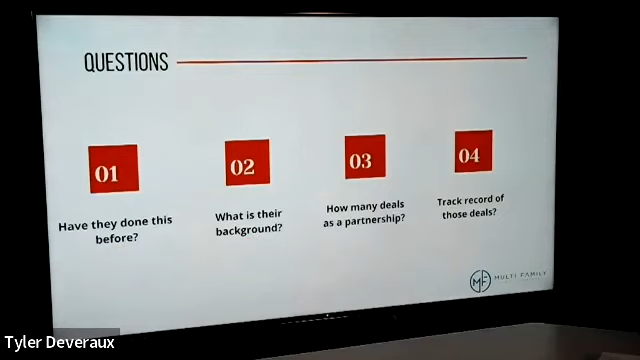 QUESTIONS
01
02
03
04
Have they done this
before?
What is their
background?
How many deals
as a partnership?
Track record of
those deals?
MF
MULTI FAMILY
Tyler Deveraux